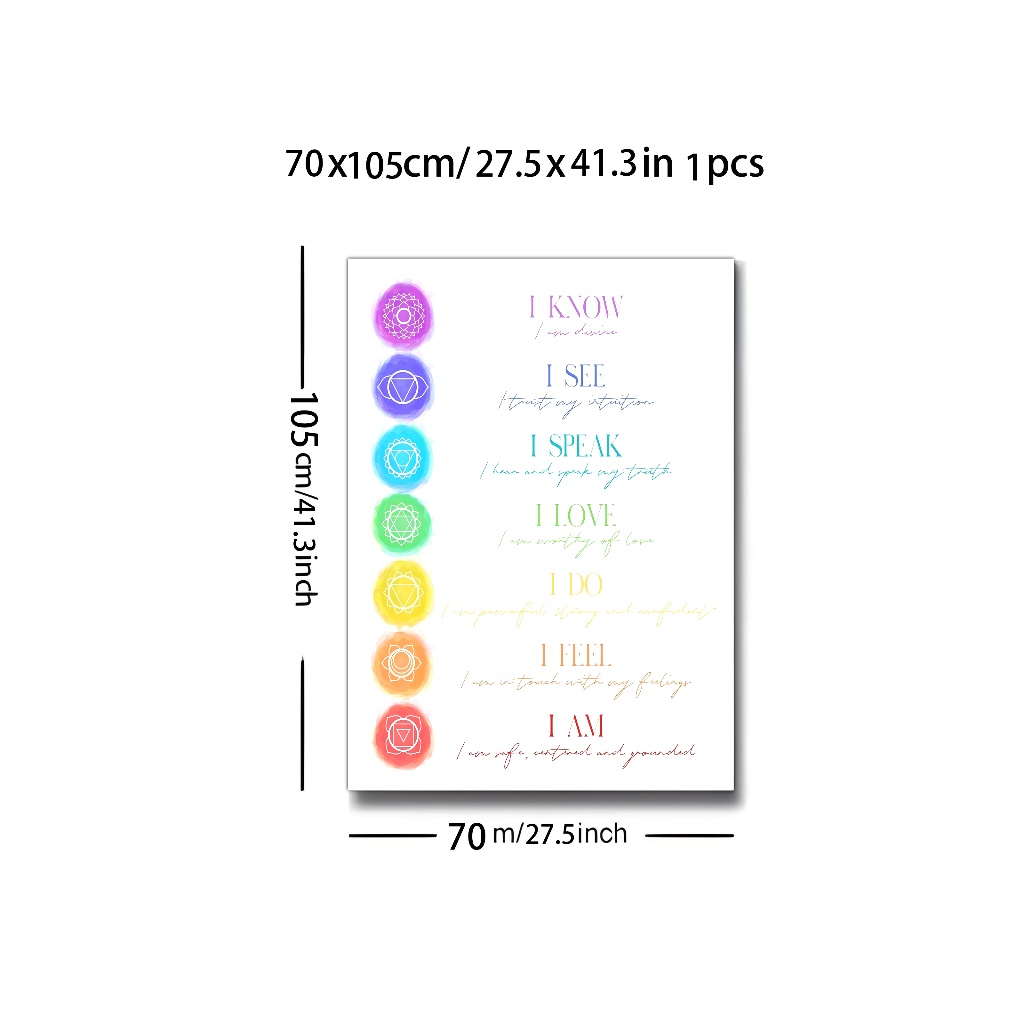 70x105cm/ 27.5x41.3in 1pcs
I KNOW
I am divine
I SEE
I trust my intuition
I SPEAK
I hear and speak my truth
I LOVE
I am worthy of love
I DO
I am powerful strong and confident
I FEEL
I am in touch with my feelings
I AM
I am safe, centered and grounded
105cm/41.3inch
70 m/27.5inch